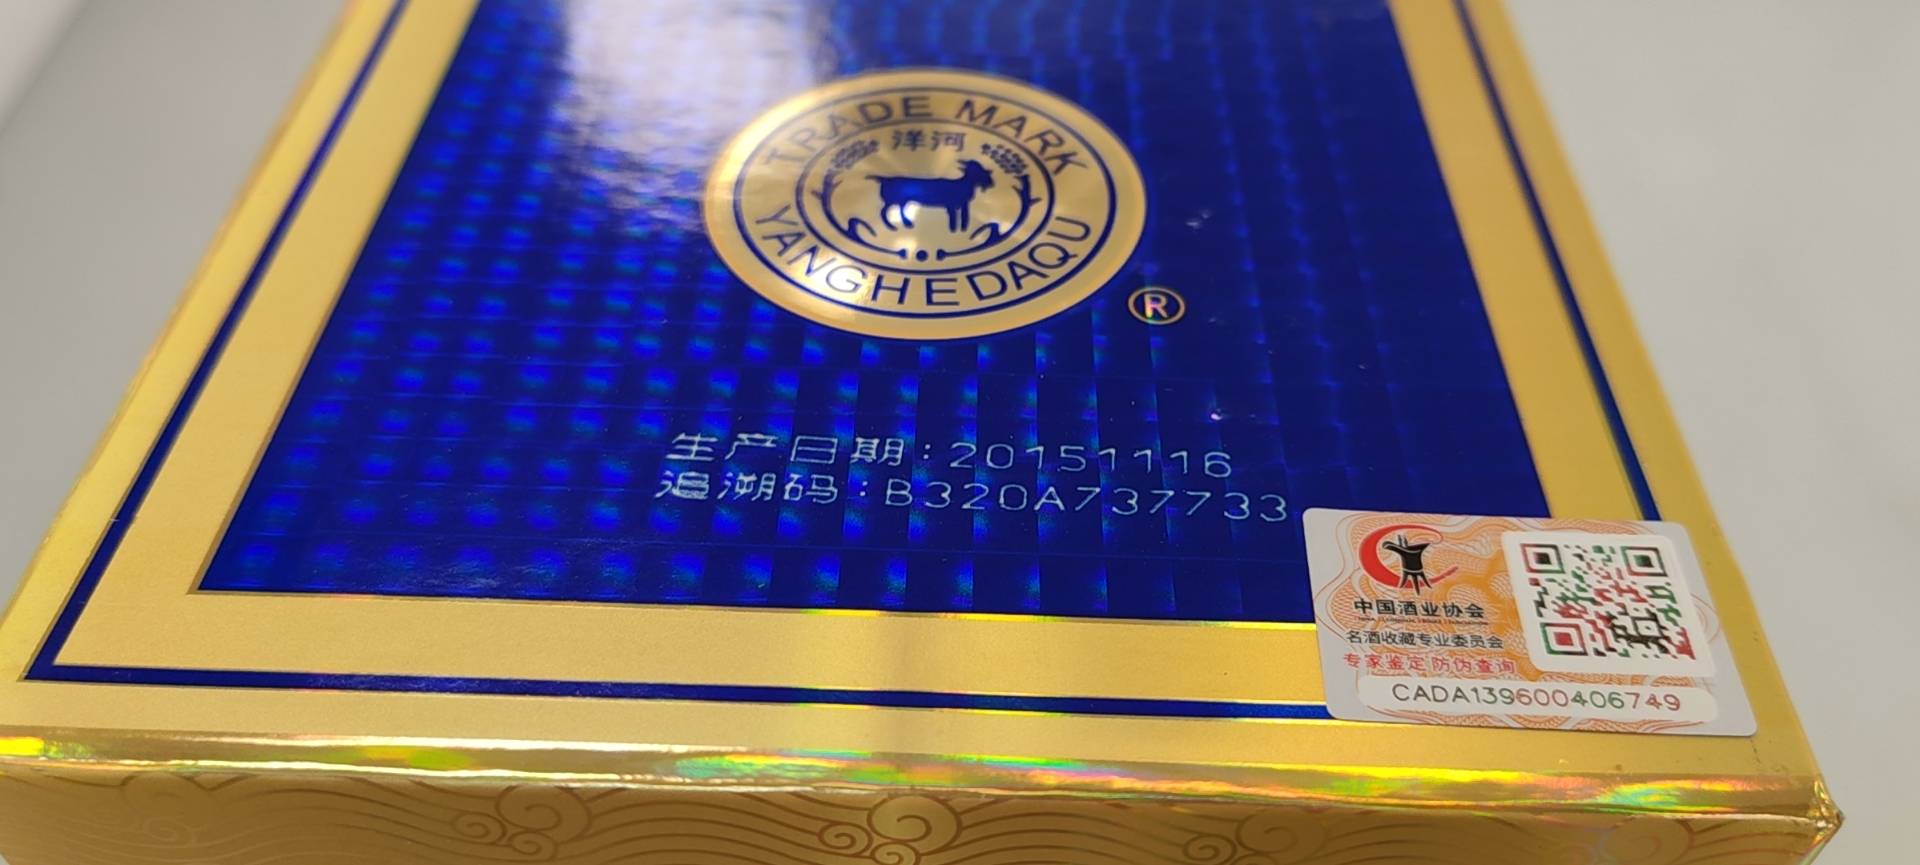 TRADE MARK
洋河
YANGHEDAQU
®
生产日期：20151116
追溯码：B320A737733
中国酒业协会
名酒收藏专业委员会
专家鉴定防伪查询
CADA139600406749